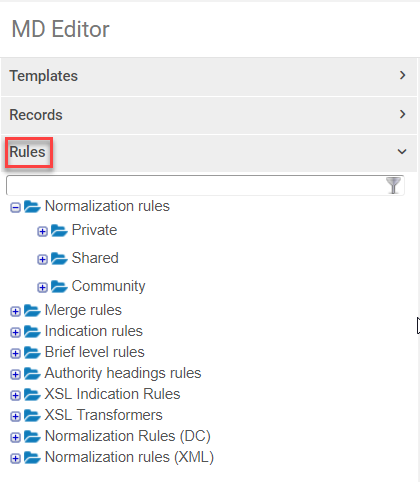 MD Editor
Templates
Records
Rules
Normalization rules
Private
Shared
Community
Merge rules
Indication rules
Brief level rules
Authority headings rules
XSL Indication Rules
XSL Transformers
Normalization Rules (DC)
Normalization rules (XML)